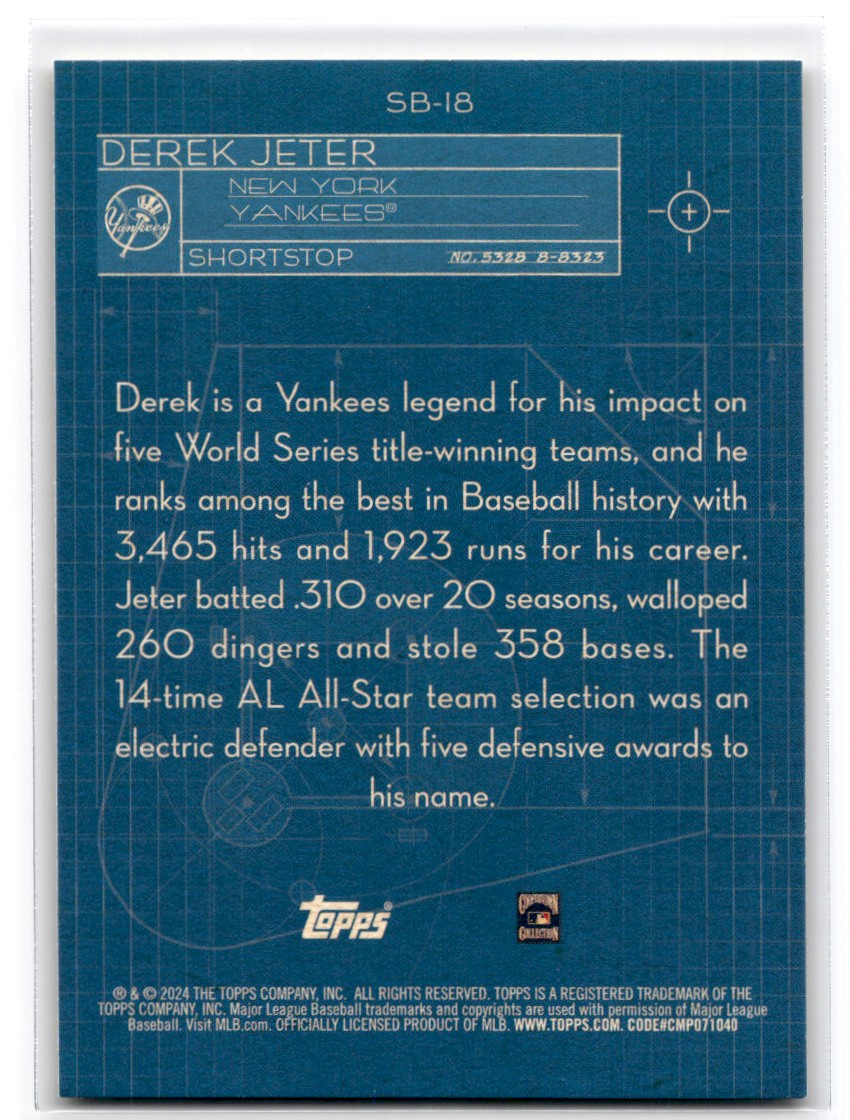 SB-18
DEREK JETER
NEW YORK
YANKEES®
Yankees
SHORTSTOP
NO. 5328 8-8323
Derek is a Yankees legend for his impact on
five World Series title-winning teams, and he
ranks among the best in Baseball history with
3,465 hits and 1,923 runs for his career.
Jeter batted .310 over 20 seasons, walloped
260 dingers and stole 358 bases. The
14-time AL All-Star team selection was an
electric defender with five defensive awards to
his name.
Topps®
COOPERSTOWN
COLLECTION
® & © 2024 THE TOPPS COMPANY, INC. ALL RIGHTS RESERVED. TOPPS IS A REGISTERED TRADEMARK OF THE
TOPPS COMPANY, INC. Major League Baseball trademarks and copyrights are used with permission of Major League
Baseball. Visit MLB.com. OFFICIALLY LICENSED PRODUCT OF MLB. WWW.TOPPS.COM. CODE#CMP071040